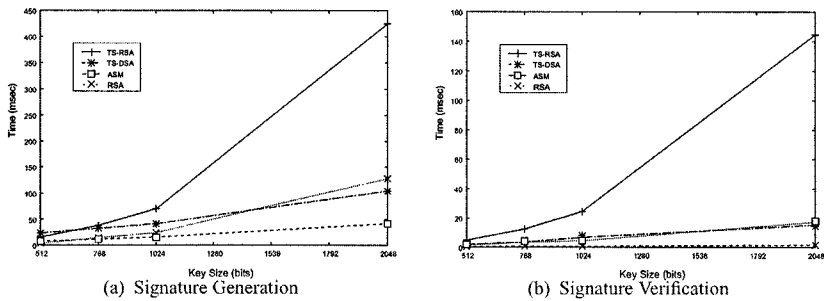 450
400
350
300
250
200
150
100
50
0
Time (msec)
TS-RSA
TS-DSA
ASM
RSA
512 768 1024 1280 1536 1792 2048
Key Size (bits)
(a) Signature Generation
160
140
120
100
80
60
40
20
0
Time (msec)
TS-RSA
TS-DSA
ASM
RSA
512 768 1024 1280 1536 1792 2048
Key Size (bits)
(b) Signature Verification